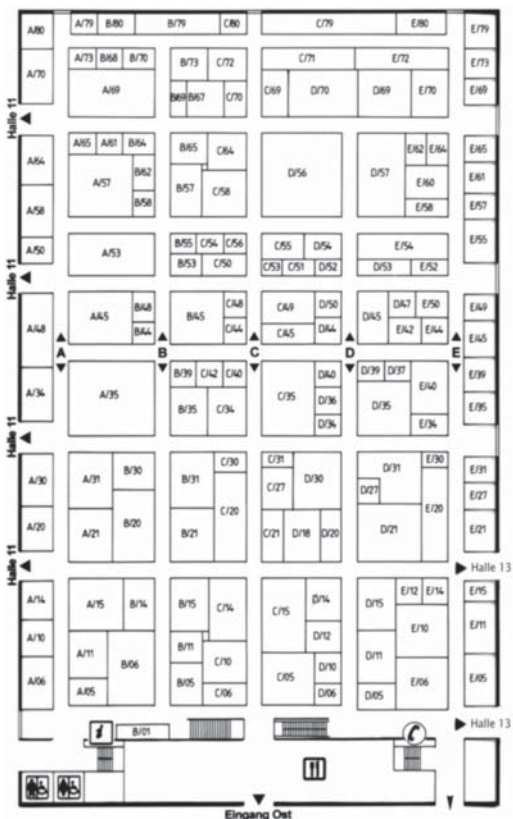 A/79 B/80 B/79 C/80 C/79 E/80
A/80 E/79
A/73 B/68 B/70 B/73 C/72 C/71 E/72
A/70 E/73
A/69 B/69 B/67 C/70 C/69 D/70 D/69 E/70 E/69
Halle 11
A/65 A/61 B/64 B/65 C/64 E/62 E/64 E/65
A/64 B/62 D/56 D/57 E/61
A/57 B/57 C/58 E/60
B/58 E/58 E/57
A/58
E/55
A/50 A/53 B/55 C/54 C/56 C/55 D/54 E/54
B/53 C/50 C/53 C/51 D/52 D/53 E/52
Halle 11
A/45 B/48 B/45 C/48 C/49 D/50 D/45 D/47 E/50 E/49
A/48 B/44 C/44 C/45 D/44 E/42 E/44 E/45
A B C D E
A/34 A/35 B/39 C/42 C/40 C/35 D/40 D/39 D/37 E/40 E/39
B/35 C/34 D/36 D/35 E/35
D/34 E/34
Halle 11
A/30 A/31 B/30 B/31 C/30 C/31 D/30 D/31 E/30 E/31
C/27 D/27 E/27
A/20 A/21 B/20 B/21 C/20 C/21 D/18 D/20 D/21 E/20 E/21
Halle 11
Halle 13
A/14 A/15 B/14 B/15 C/14 C/15 D/14 D/15 E/12 E/14 E/15
A/10 A/11 B/11 D/12 D/11 E/10 E/11
B/06 C/10 D/10
A/06 A/05 B/05 C/06 C/05 D/06 D/05 E/06 E/05
B/01
Halle 13
Eingang Ost